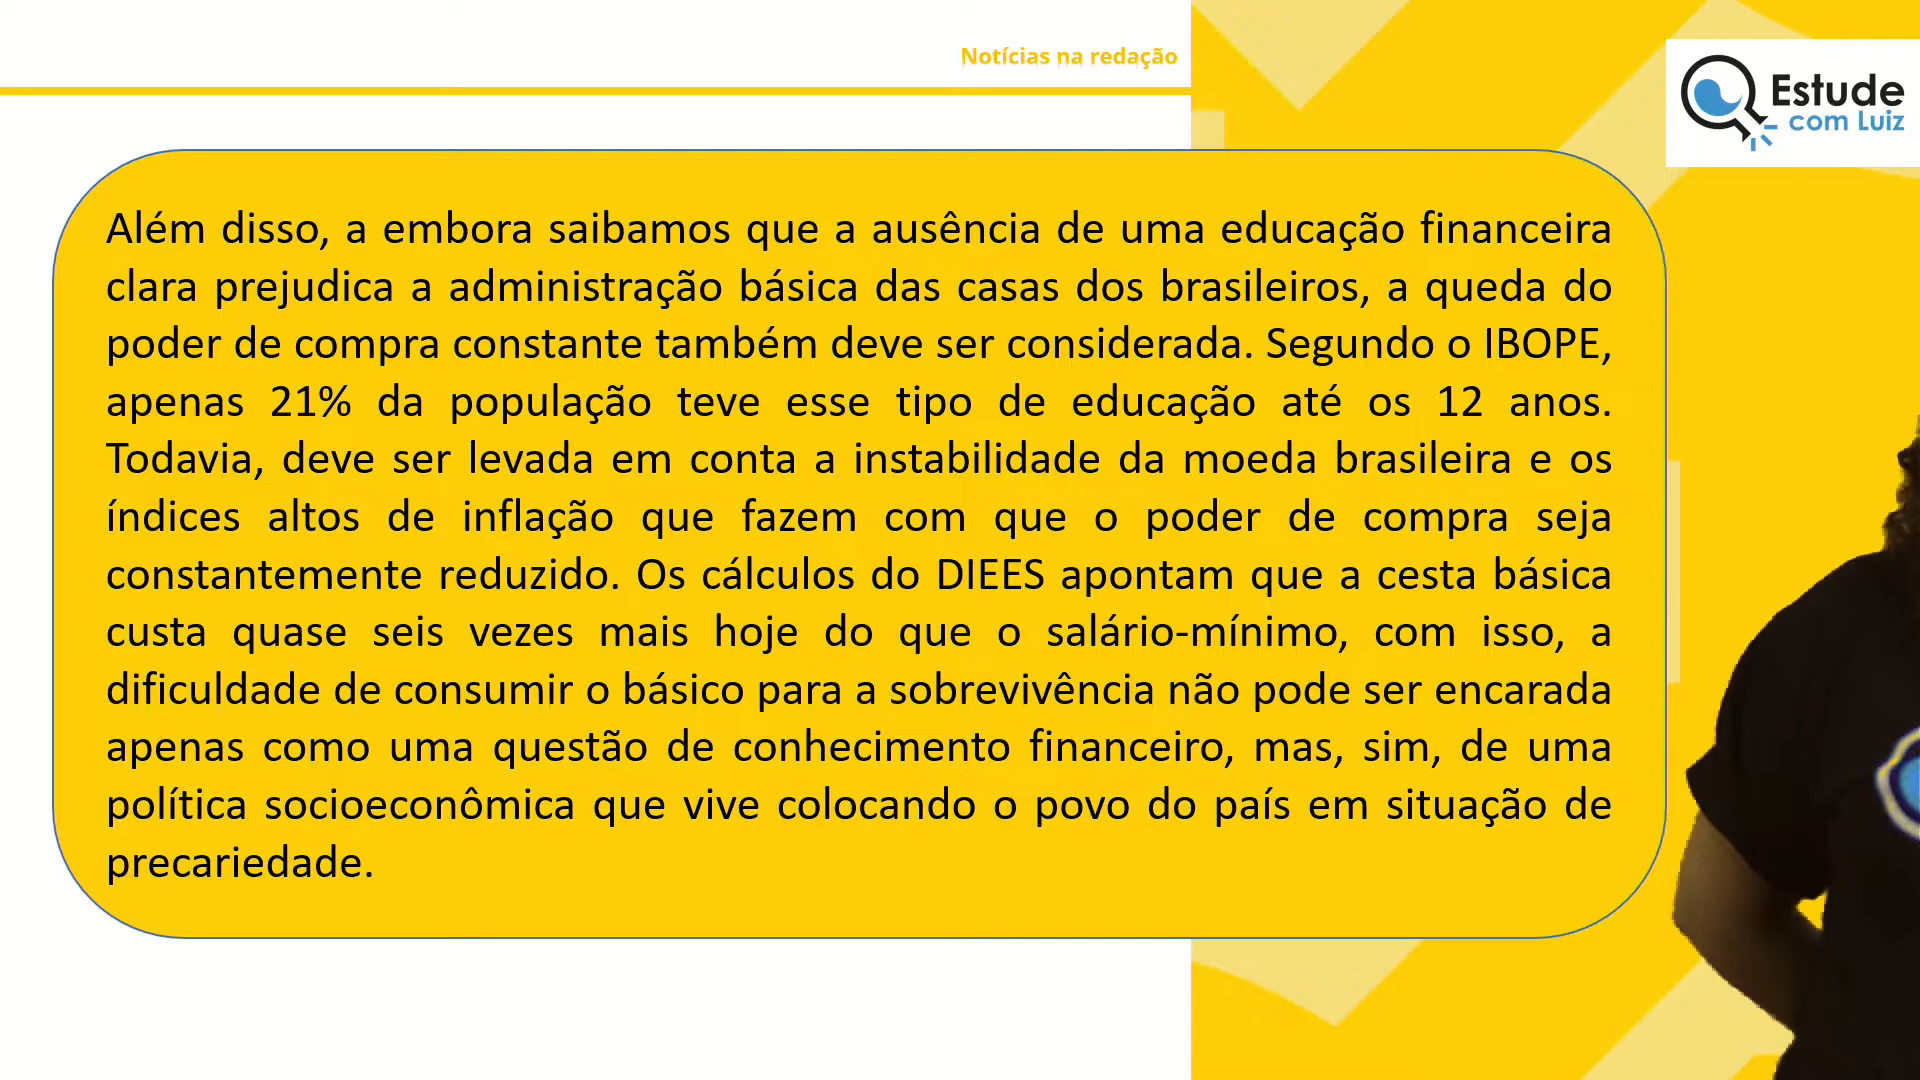 Notícias na redação
Estude
com Luiz
Além disso, a embora saibamos que a ausência de uma educação financeira
clara prejudica a administração básica das casas dos brasileiros, a queda do
poder de compra constante também deve ser considerada. Segundo o IBOPE,
apenas 21% da população teve esse tipo de educação até os 12 anos.
Todavia, deve ser levada em conta a instabilidade da moeda brasileira e os
índices altos de inflação que fazem com que o poder de compra seja
constantemente reduzido. Os cálculos do DIEES apontam que a cesta básica
custa quase seis vezes mais hoje do que o salário-mínimo, com isso, a
dificuldade de consumir o básico para a sobrevivência não pode ser encarada
apenas como uma questão de conhecimento financeiro, mas, sim, de uma
política socioeconômica que vive colocando o povo do país em situação de
precariedade.